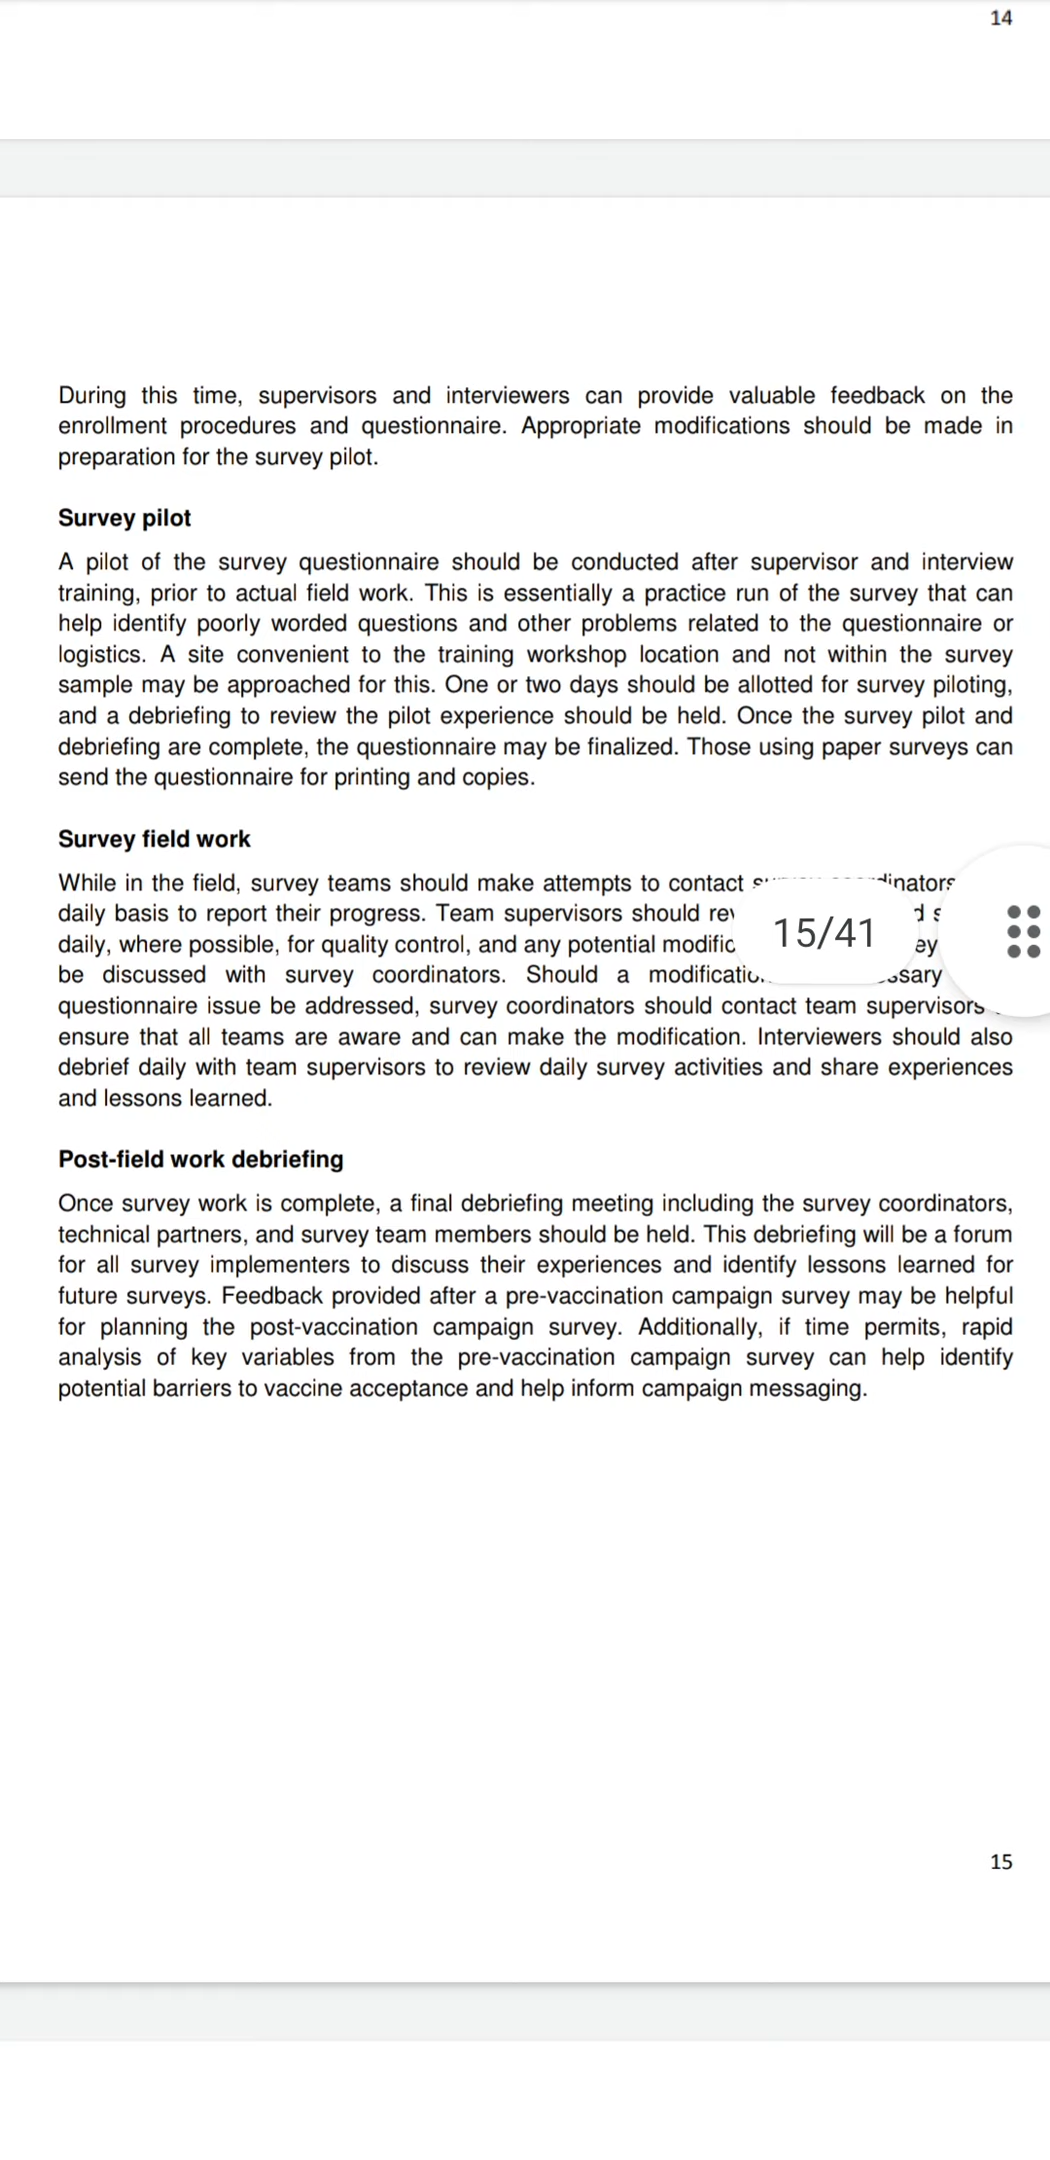 14
During this time, supervisors and interviewers can provide valuable feedback on the
enrollment procedures and questionnaire. Appropriate modifications should be made in
preparation for the survey pilot.
Survey pilot
A pilot of the survey questionnaire should be conducted after supervisor and interview
training, prior to actual field work. This is essentially a practice run of the survey that can
help identify poorly worded questions and other problems related to the questionnaire or
logistics. A site convenient to the training workshop location and not within the survey
sample may be approached for this. One or two days should be allotted for survey piloting,
and a debriefing to review the pilot experience should be held. Once the survey pilot and
debriefing are complete, the questionnaire may be finalized. Those using paper surveys can
send the questionnaire for printing and copies.
Survey field work
While in the field, survey teams should make attempts to contact
daily basis to report their progress. Team supervisors should
daily, where possible, for quality control, and any potential
15/41
be discussed with survey coordinators. Should a
questionnaire issue be addressed, survey coordinators should contact team supervisors
ensure that all teams are aware and can make the modification. Interviewers should also
debrief daily with team supervisors to review daily survey activities and share experiences
and lessons learned.
Post-field work debriefing
Once survey work is complete, a final debriefing meeting including the survey coordinators,
technical partners, and survey team members should be held. This debriefing will be a forum
for all survey implementers to discuss their experiences and identify lessons learned for
future surveys. Feedback provided after a pre-vaccination campaign survey may be helpful
for planning the post-vaccination campaign survey. Additionally, if time permits, rapid
analysis of key variables from the pre-vaccination campaign survey can help identify
potential barriers to vaccine acceptance and help inform campaign messaging.
15